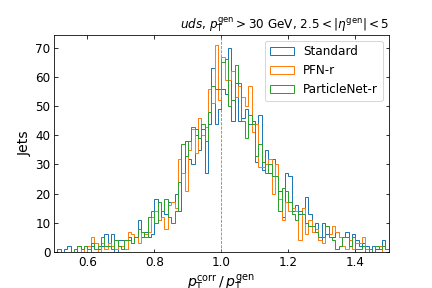 uds, p_T^gen > 30 GeV, 2.5 < |η^gen| < 5
Standard
PFN-r
ParticleNet-r
Jets
70
60
50
40
30
20
10
0
0.6 0.8 1.0 1.2 1.4
p_T^corr / p_T^gen